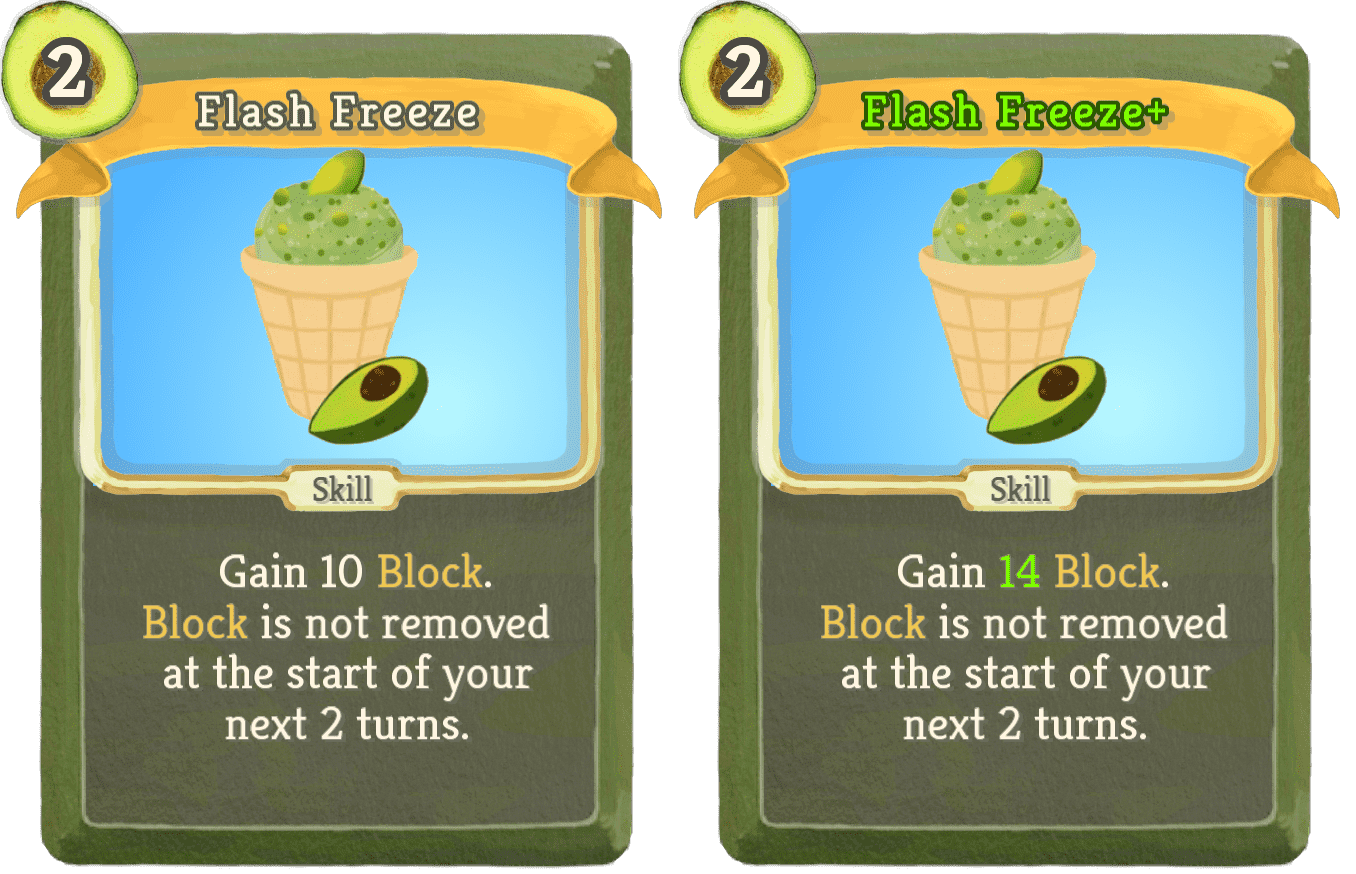 2
Flash Freeze
Skill
Gain 10 Block.
Block is not removed
at the start of your
next 2 turns.
2
Flash Freeze+
Skill
Gain 14 Block.
Block is not removed
at the start of your
next 2 turns.